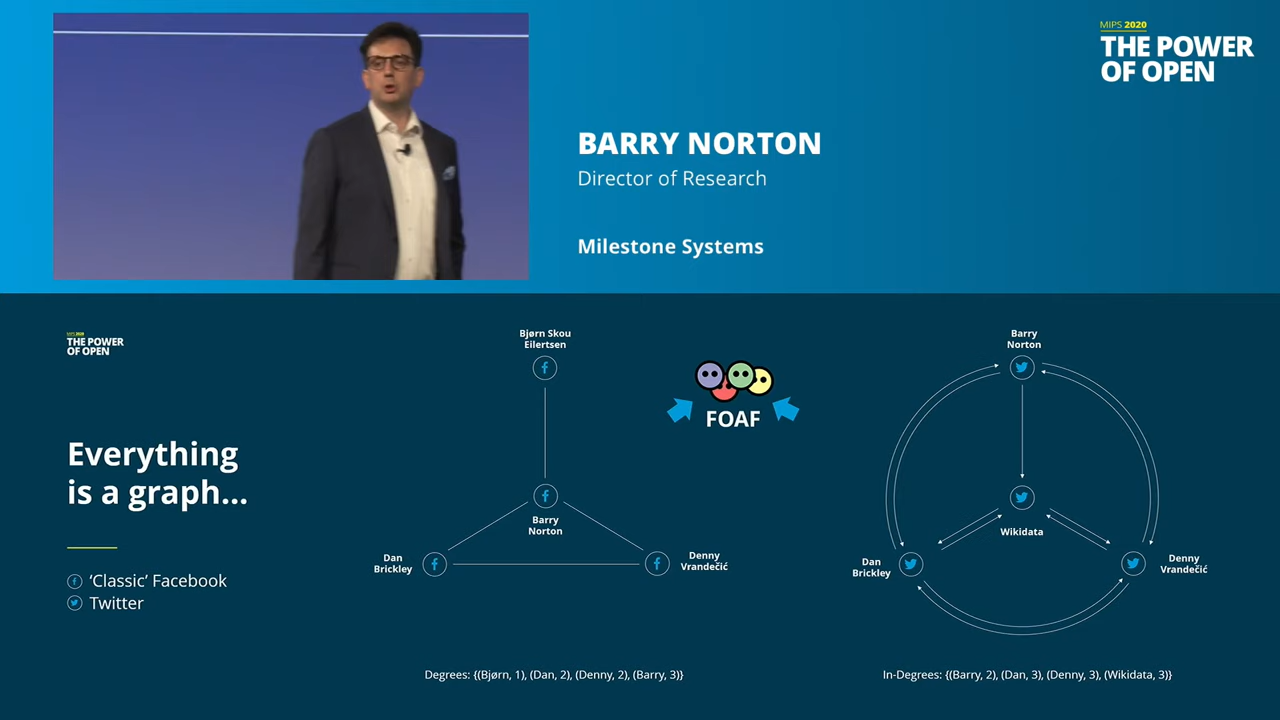 MIPS 2020
THE POWER
OF OPEN
BARRY NORTON
Director of Research
Milestone Systems
MIPS 2020
THE POWER
OF OPEN
Everything
is a graph...
'Classic' Facebook
Twitter
Bjørn Skou
Eilertsen
Barry
Norton
Dan
Brickley
Denny
Vrandečić
FOAF
Barry
Norton
Wikidata
Dan
Brickley
Denny
Vrandečić
Degrees: {(Bjørn, 1), (Dan, 2), (Denny, 2), (Barry, 3)}
In-Degrees: {(Barry, 2), (Dan, 3), (Denny, 3), (Wikidata, 3)}